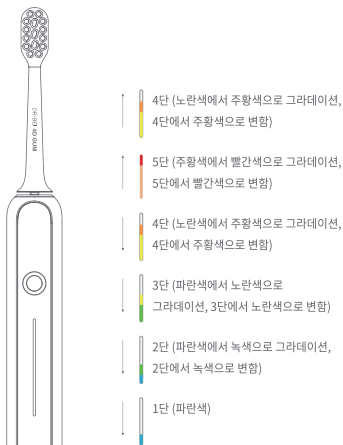 DR-BEI 4D GUM
4단 (노란색에서 주황색으로 그라데이션,
4단에서 주황색으로 변함)
5단 (주황색에서 빨간색으로 그라데이션,
5단에서 빨간색으로 변함)
4단 (노란색에서 주황색으로 그라데이션,
4단에서 주황색으로 변함)
3단 (파란색에서 노란색으로
그라데이션, 3단에서 노란색으로 변함)
2단 (파란색에서 녹색으로 그라데이션,
2단에서 녹색으로 변함)
1단 (파란색)